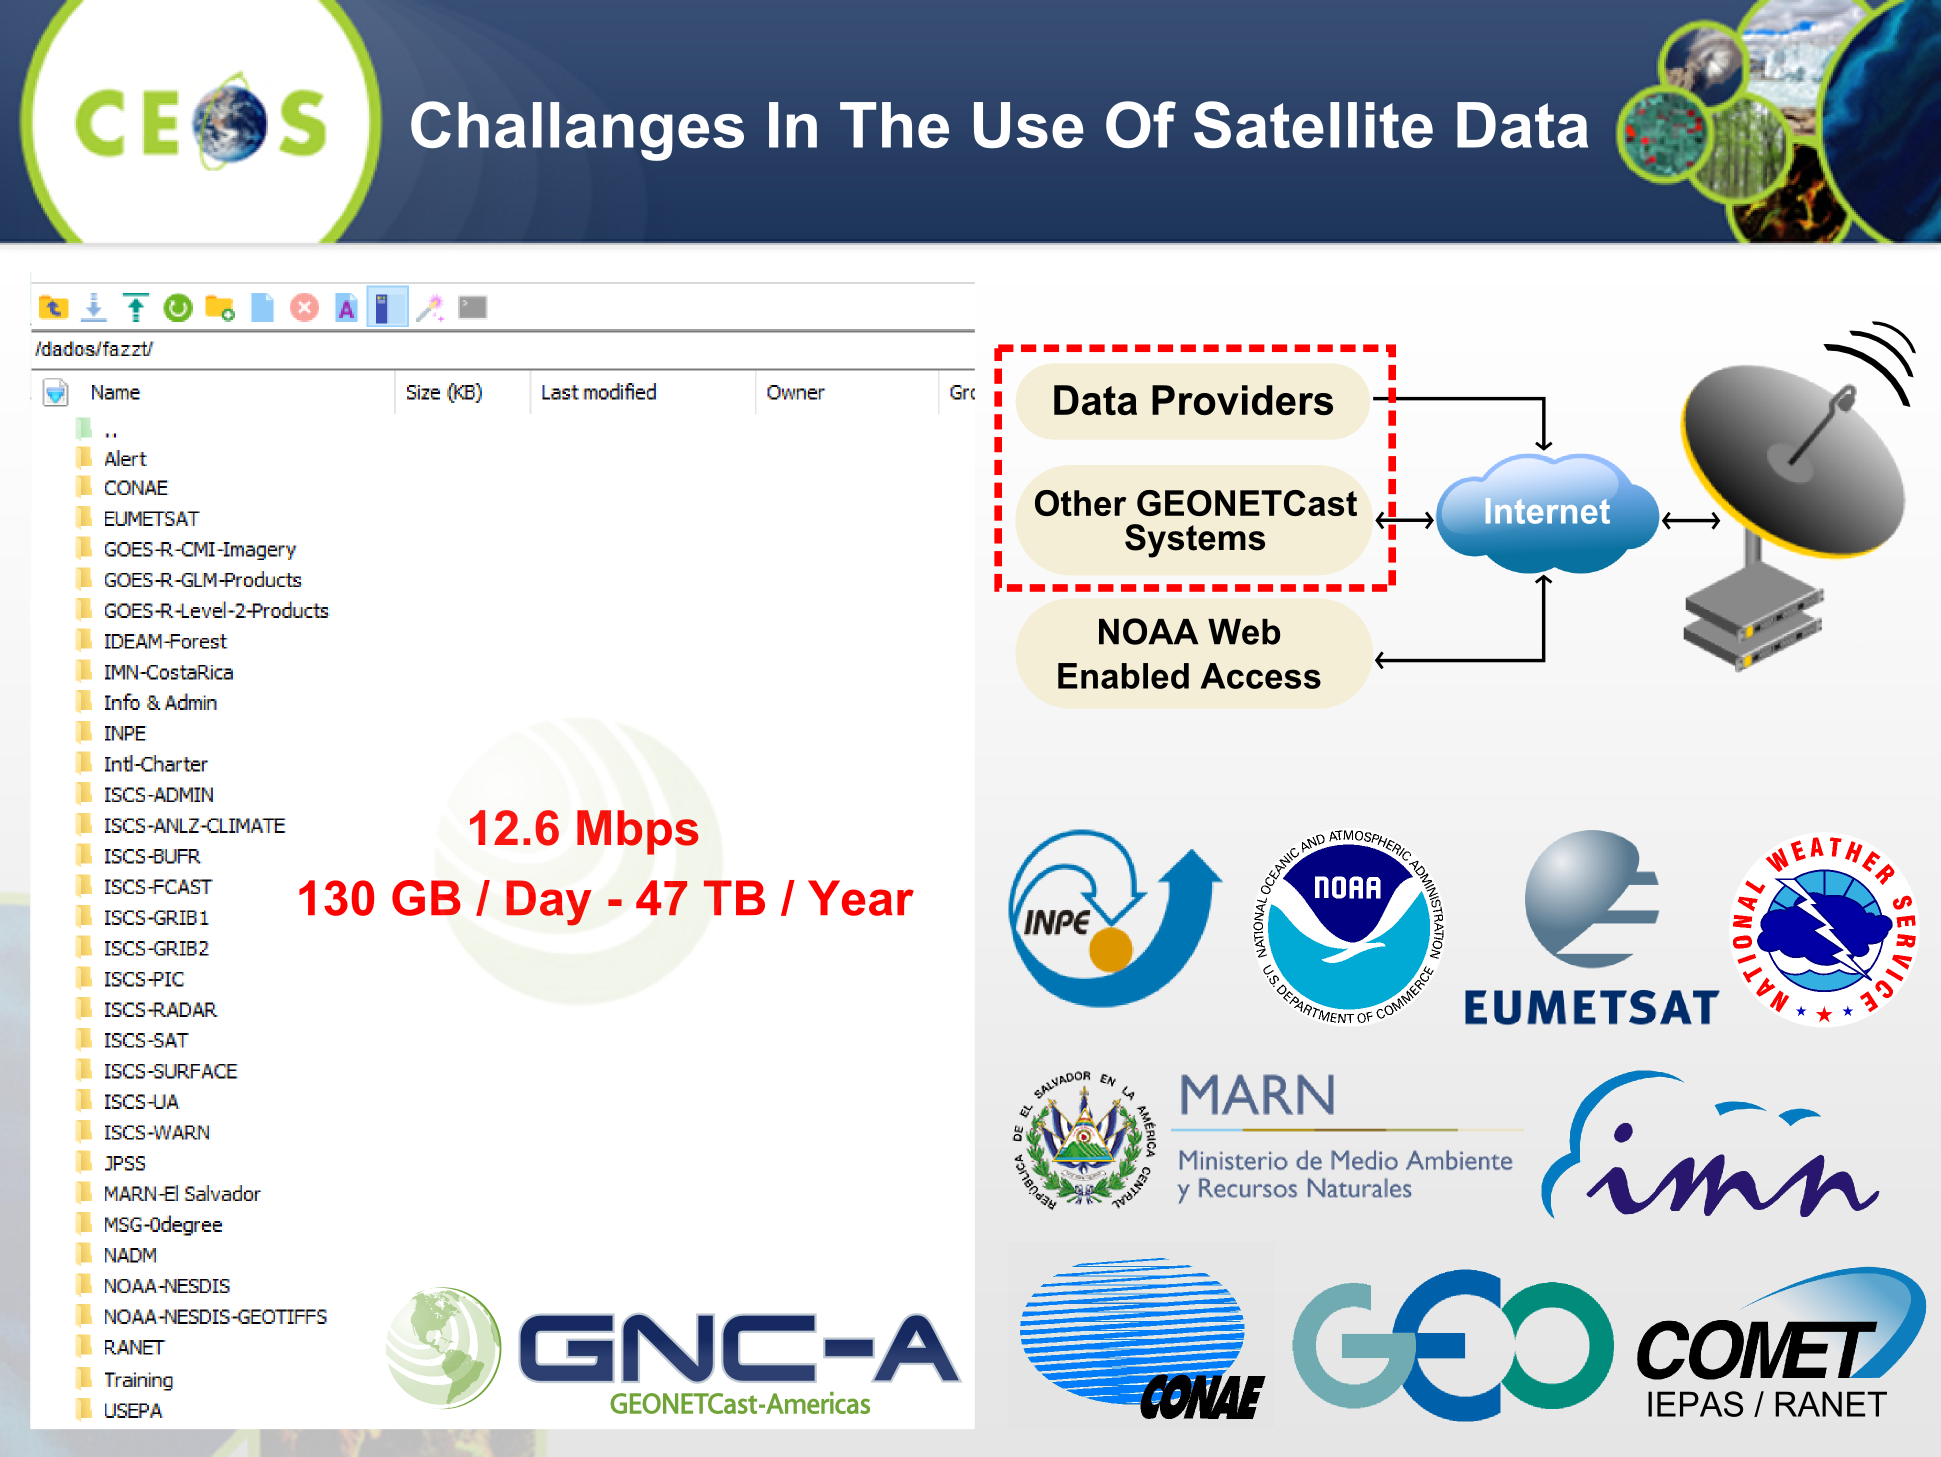 CEOS
Challanges In The Use Of Satellite Data
/dados/fazzt/
Name Size (KB) Last modified Owner Gro
..
Alert
CONAE
EUMETSAT
GOES-R-CMI-Imagery
GOES-R-GLM-Products
GOES-R-Level-2-Products
IDEAM-Forest
IMN-CostaRica
Info & Admin
INPE
Intl-Charter
ISCS-ADMIN
ISCS-ANLZ-CLIMATE
ISCS-BUFR
ISCS-FCAST
ISCS-GRIB1
ISCS-GRIB2
ISCS-PIC
ISCS-RADAR
ISCS-SAT
ISCS-SURFACE
ISCS-UA
ISCS-WARN
JPSS
MARN-El Salvador
MSG-0degree
NADM
NOAA-NESDIS
NOAA-NESDIS-GEOTIFFS
RANET
Training
USEPA
12.6 Mbps
130 GB / Day - 47 TB / Year
GNC-A
GEONETCast-Americas
Data Providers
Other GEONETCast
Systems
NOAA Web
Enabled Access
Internet
INPE
NATIONAL OCEANIC AND ATMOSPHERIC ADMINISTRATION
NOAA
U.S. DEPARTMENT OF COMMERCE
EUMETSAT
NATIONAL WEATHER SERVICE
REPÚBLICA DE EL SALVADOR EN LA AMÉRICA CENTRAL
MARN
Ministerio de Medio Ambiente
y Recursos Naturales
imn
CONAE
GEO
COMET
IEPAS / RANET